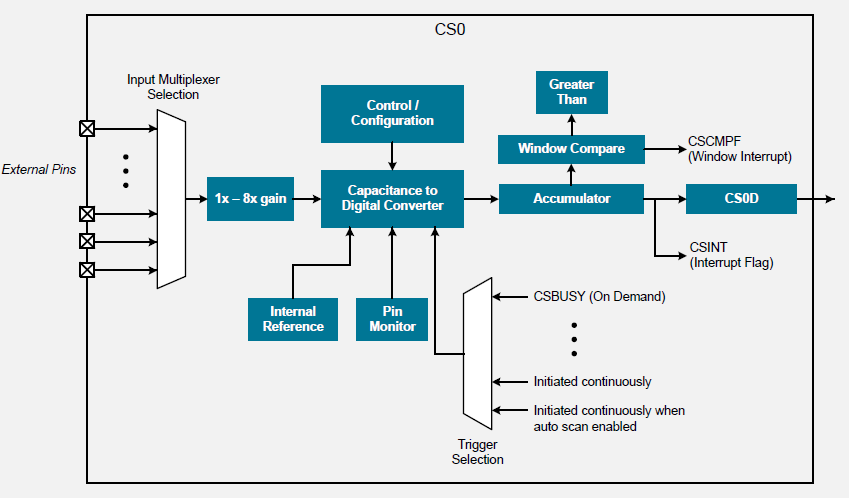 CS0
Input Multiplexer
Selection
External Pins
1x – 8x gain
Control /
Configuration
Capacitance to
Digital Converter
Internal
Reference
Pin
Monitor
Greater
Than
Window Compare
Accumulator
CSCMPF
(Window Interrupt)
CS0D
CSINT
(Interrupt Flag)
CSBUSY (On Demand)
Initiated continuously
Initiated continuously when
auto scan enabled
Trigger
Selection